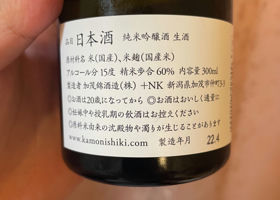 品目 日本酒 純米吟醸酒 生酒
原材料名 米(国産)、米麹(国産米)
アルコール分 15度 精米歩合 60% 内容量 300ml
製造者 加茂錦酒造(株) +NK 新潟県加茂市仲町3-3
◎お酒は20歳になってから ◎お酒はおいしく適量に
◎妊娠中や授乳期の飲酒はお控えください
◎原料米由来の沈殿物や濁りが生じることがあります
www.kamonishiki.com 製造年月 22.4